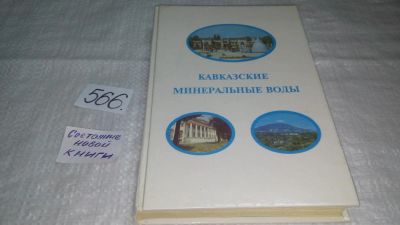 КАВКАЗСКИЕ
МИНЕРАЛЬНЫЕ ВОДЫ
566.
Состояние
новой
книги